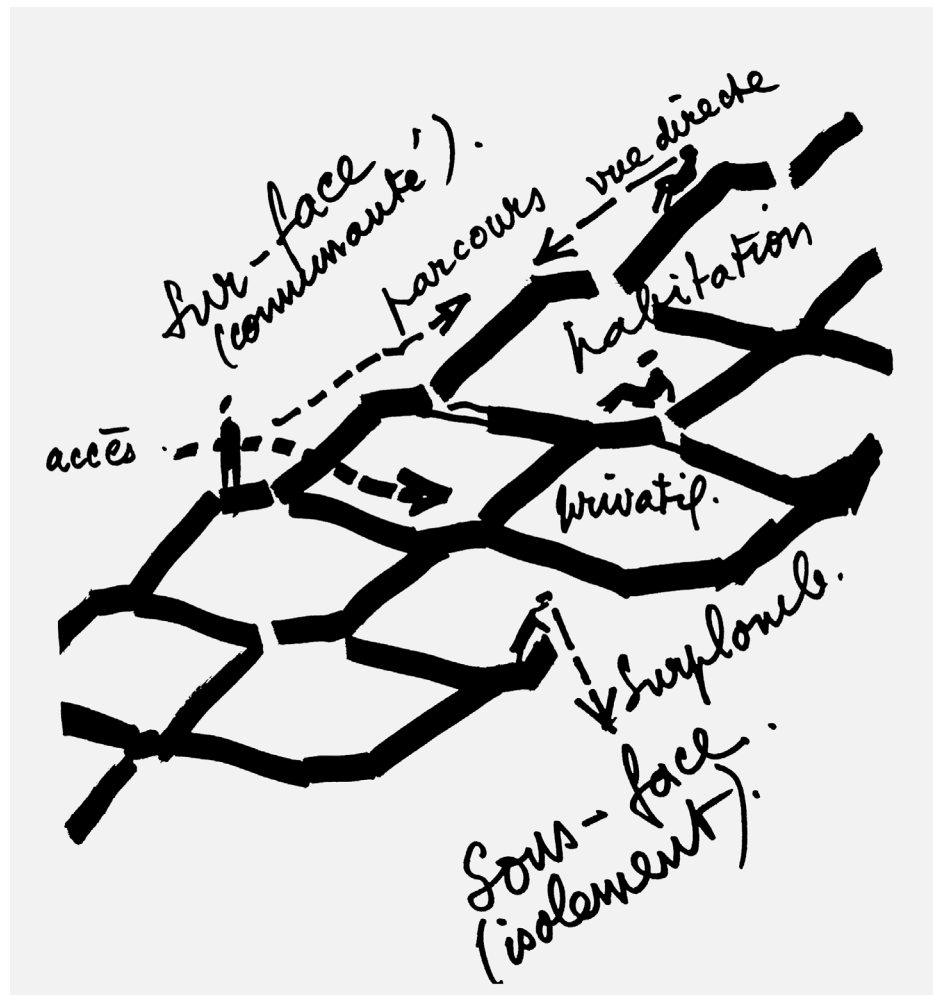 vue directe
Sur-face
(communauté).
parcours
habitation
accès
privatif.
Surplomb.
Sous-face.
(isolement).